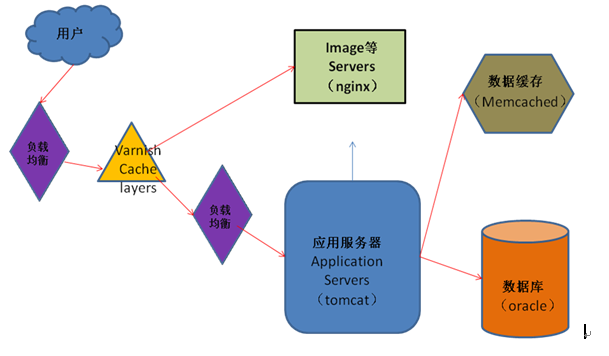 用户
Image等
Servers
（nginx）
数据缓存
（Memcached）
负载
均衡
Varnish
Cache
layers
负载
均衡
应用服务器
Application
Servers
（tomcat）
数据库
（oracle）